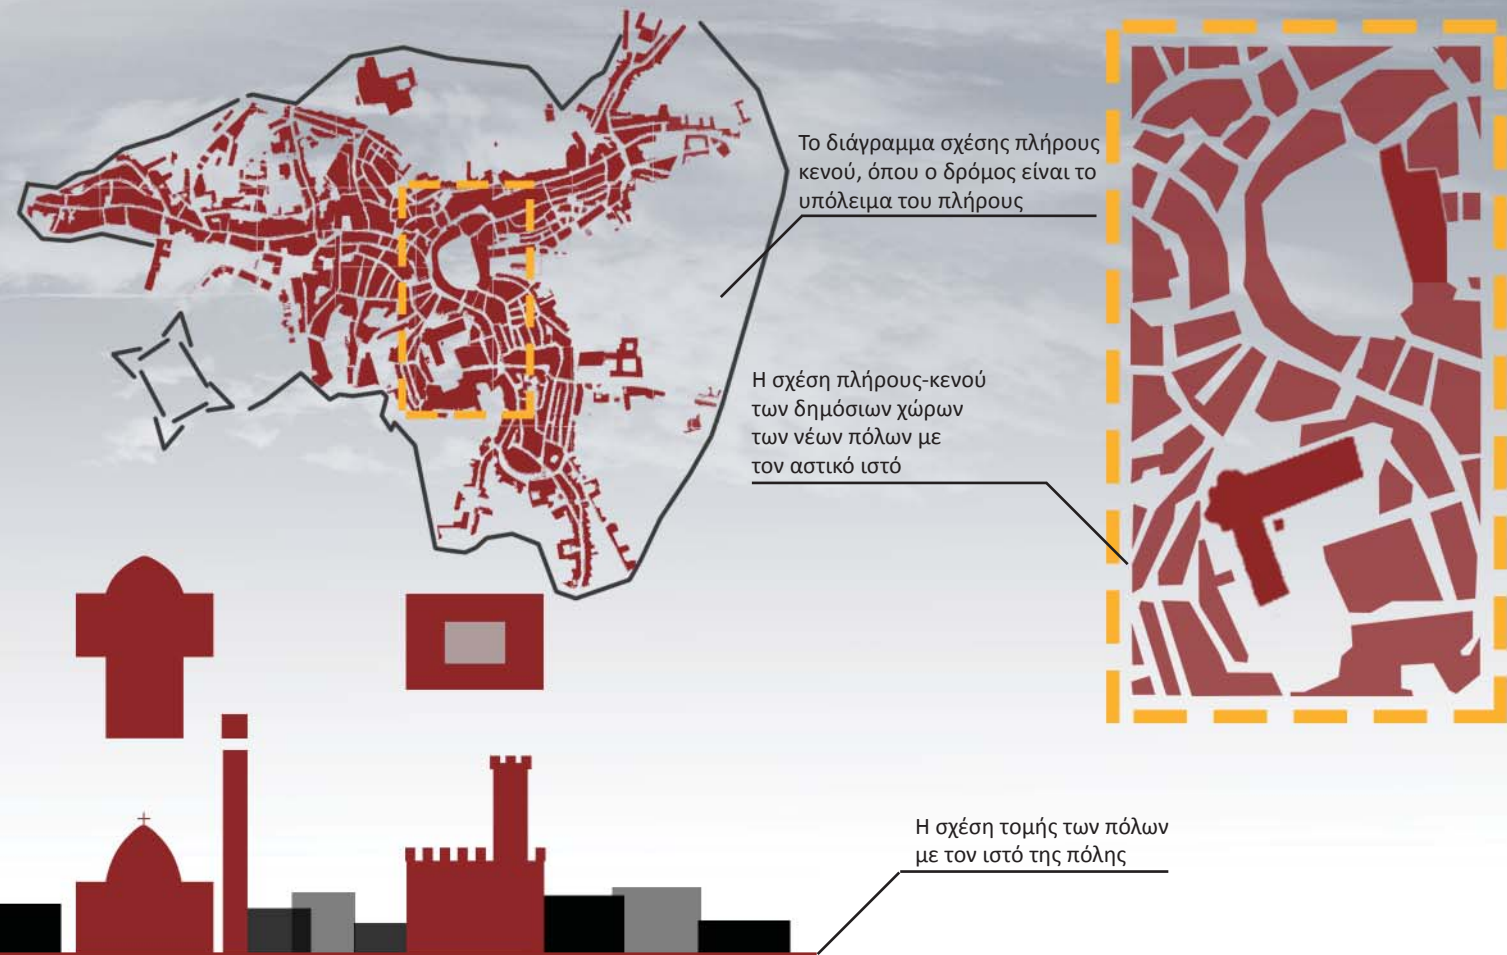 Το διάγραμμα σχέσης πλήρους
κενού, όπου ο δρόμος είναι το
υπόλειμα του πλήρους
Η σχέση πλήρους-κενού
των δημόσιων χώρων
των νέων πόλων με
τον αστικό ιστό
Η σχέση τομής των πόλων
με τον ιστό της πόλης